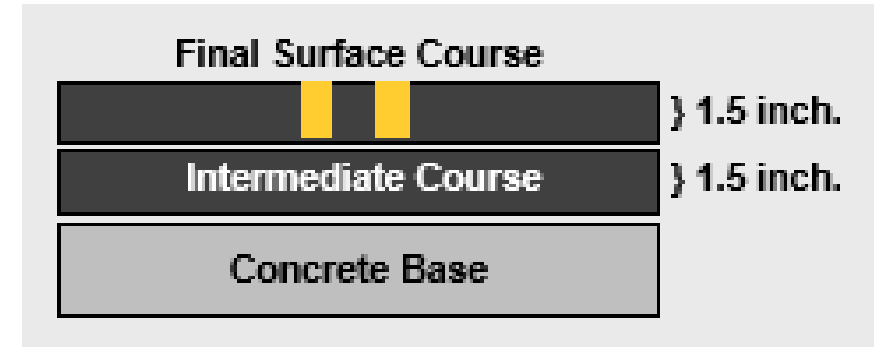 Final Surface Course
} 1.5 inch.
Intermediate Course
} 1.5 inch.
Concrete Base